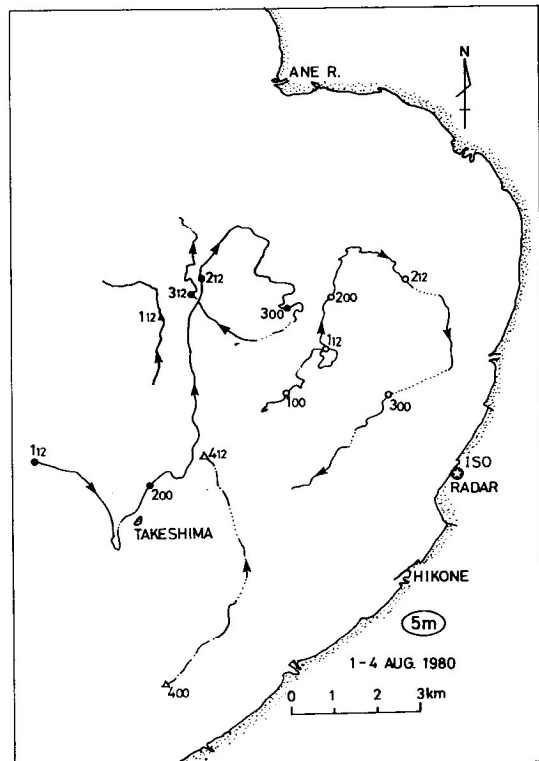 N
ANE R.
2₁₂
2₁₂
3₁₂
2₀₀
1₁₂
3₀₀
1₁₂
1₀₀
3₀₀
1₁₂
4₁₂
ISO
RADAR
2₀₀
TAKESHIMA
HIKONE
5m
1-4 AUG. 1980
4₀₀
0 1 2 3km